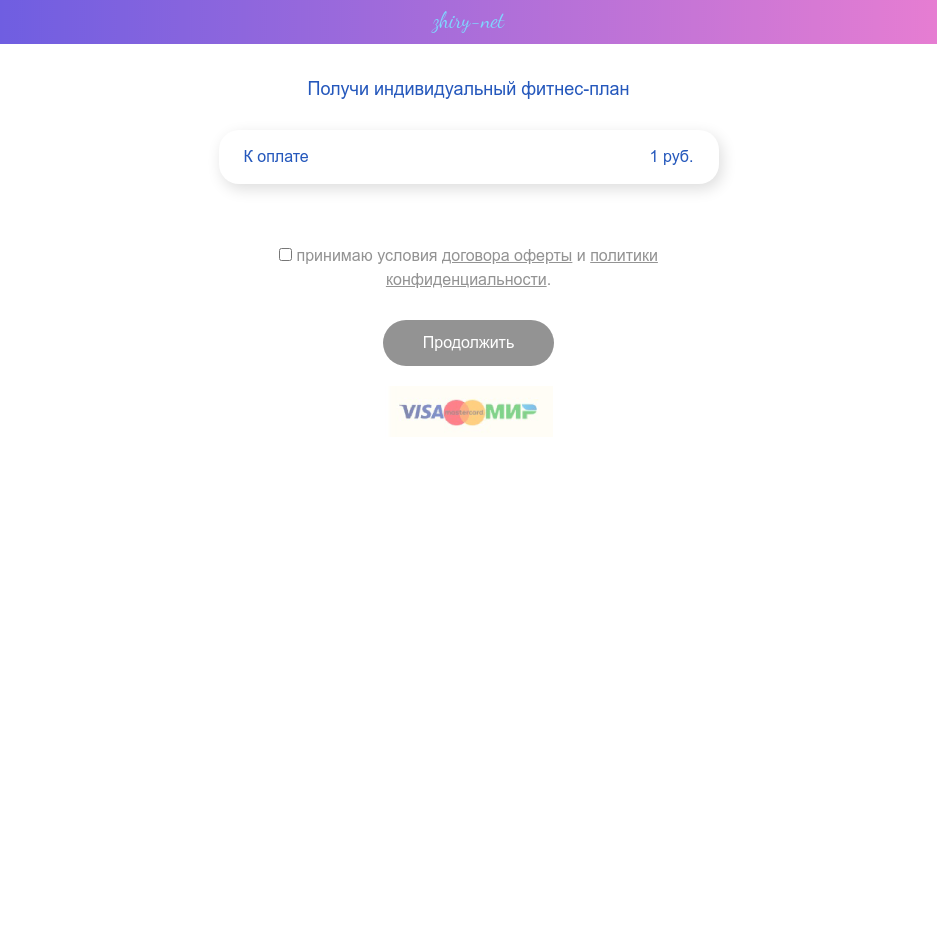 zhiry-net
Получи индивидуальный фитнес-план
К оплате 1 руб.
принимаю условия договора оферты и политики
конфиденциальности.
Продолжить
VISA mastercard МИР